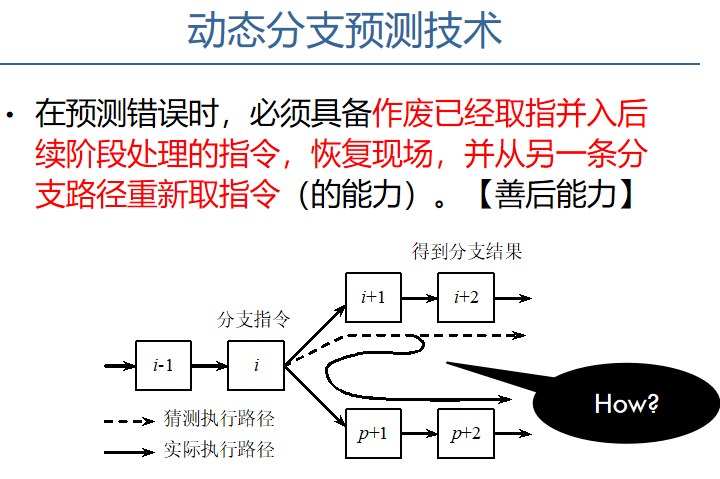 动态分支预测技术
• 在预测错误时，必须具备作废已经取指并入后
续阶段处理的指令，恢复现场，并从另一条分
支路径重新取指令（的能力）。【善后能力】
得到分支结果
i+1
i+2
分支指令
i-1
i
How?
猜测执行路径
p+1
p+2
实际执行路径